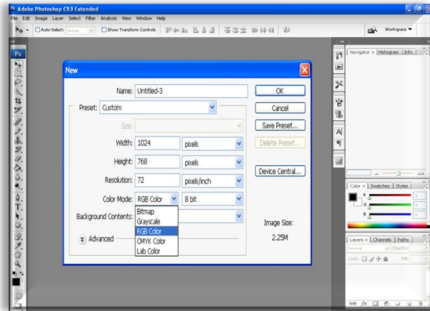 Adobe Photoshop CS3 Extended
File Edit Image Layer Select Filter Analysis View Window Help
Auto-Select: Show Transform Controls Workspace
Ps
New
Name: Untitled-3 OK
Preset: Custom Cancel
Size: Save Preset...
Width: 1024 pixels Delete Preset...
Height: 768 pixels
Resolution: 72 pixels/inch Device Central...
Color Mode: RGB Color 8 bit
Background Contents:
Bitmap
Grayscale
RGB Color
CMYK Color
Lab Color
Advanced
Image Size:
2.25M
Navigator × Histogram Info
Color × Swatches Styles
Layers × Channels Paths